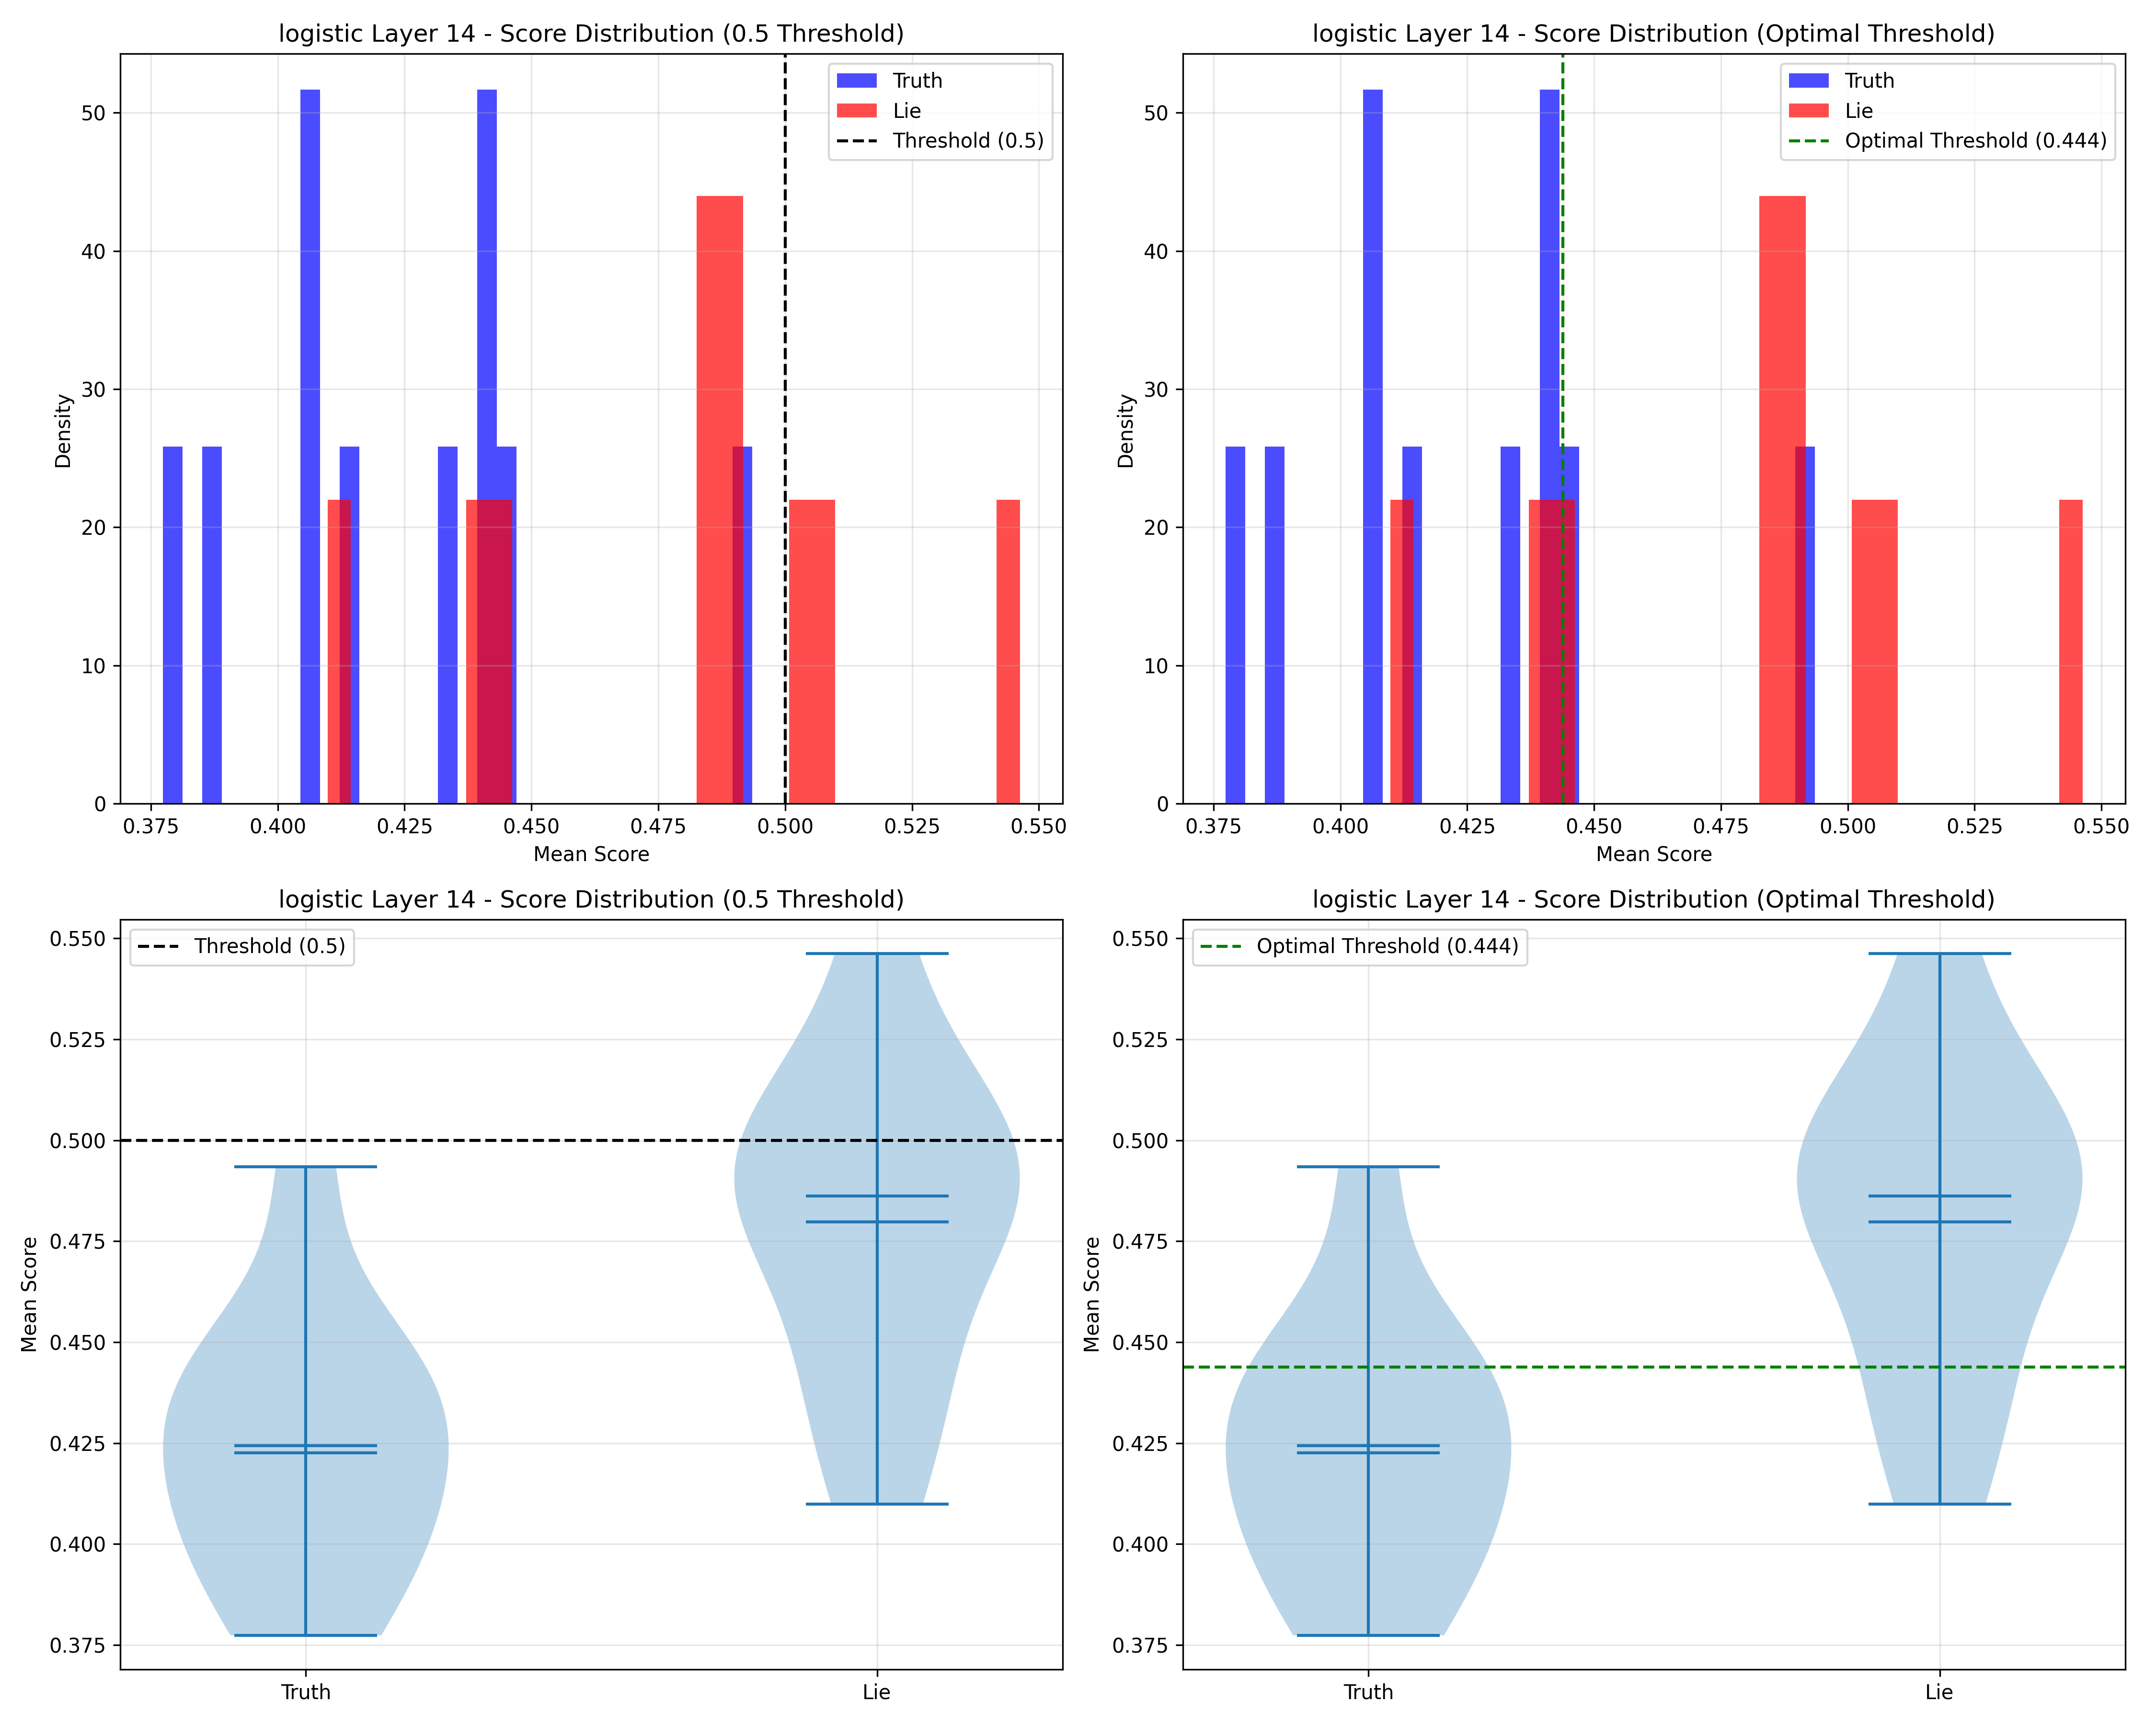 logistic Layer 14 - Score Distribution (0.5 Threshold)
Truth
Lie
Threshold (0.5)
50
40
30
20
10
0
Density
0.375 0.400 0.425 0.450 0.475 0.500 0.525 0.550
Mean Score
logistic Layer 14 - Score Distribution (Optimal Threshold)
Truth
Lie
Optimal Threshold (0.444)
50
40
30
20
10
0
Density
0.375 0.400 0.425 0.450 0.475 0.500 0.525 0.550
Mean Score
logistic Layer 14 - Score Distribution (0.5 Threshold)
Threshold (0.5)
0.550
0.525
0.500
0.475
0.450
0.425
0.400
0.375
Mean Score
Truth Lie
logistic Layer 14 - Score Distribution (Optimal Threshold)
Optimal Threshold (0.444)
0.550
0.525
0.500
0.475
0.450
0.425
0.400
0.375
Mean Score
Truth Lie